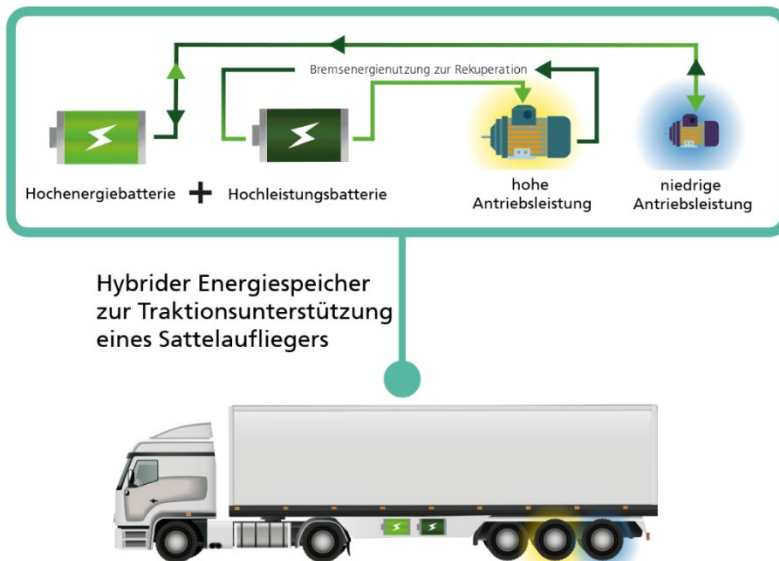 Bremsenergienutzung zur Rekuperation
Hochenergiebatterie + Hochleistungsbatterie
hohe
Antriebsleistung
niedrige
Antriebsleistung
Hybrider Energiespeicher
zur Traktionsunterstützung
eines Sattelaufliegers